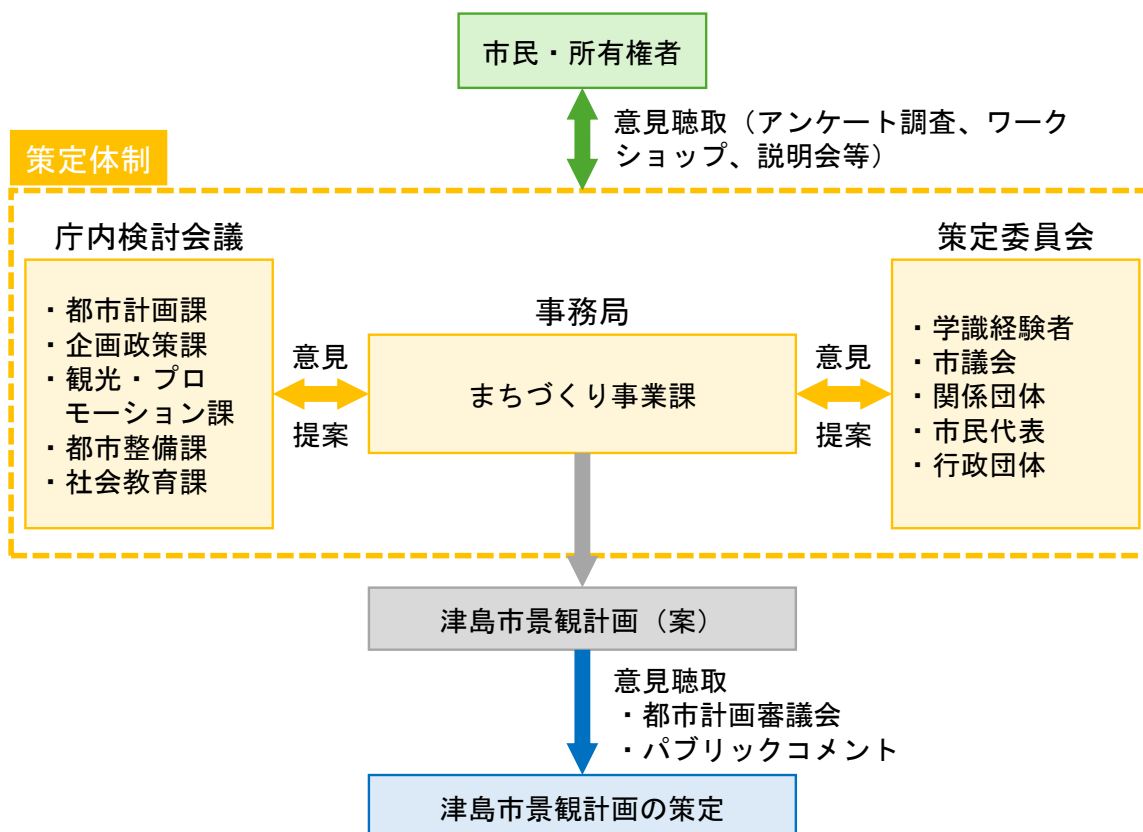 市民・所有権者
意見聴取（アンケート調査、ワーク
ショップ、説明会等）
策定体制
庁内検討会議
・都市計画課
・企画政策課
・観光・プロ
モーション課
・都市整備課
・社会教育課
意見
提案
事務局
まちづくり事業課
意見
提案
策定委員会
・学識経験者
・市議会
・関係団体
・市民代表
・行政団体
津島市景観計画（案）
意見聴取
・都市計画審議会
・パブリックコメント
津島市景観計画の策定